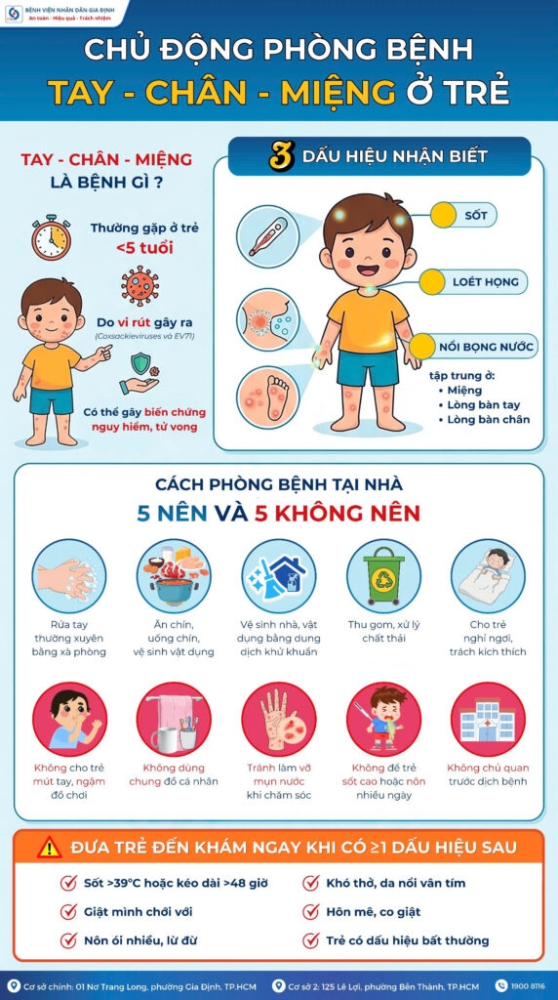 BỆNH VIỆN NHÂN DÂN GIA ĐỊNH
An toàn - Hiệu quả - Trách nhiệm
CHỦ ĐỘNG PHÒNG BỆNH
TAY - CHÂN - MIỆNG Ở TRẺ
TAY - CHÂN - MIỆNG
LÀ BỆNH GÌ ?
Thường gặp ở trẻ
<5 tuổi
Do vi rút gây ra
(Coxsackieviruses và EV71)
Có thể gây biến chứng
nguy hiểm, tử vong
3 DẤU HIỆU NHẬN BIẾT
SỐT
LOÉT HỌNG
NỔI BỌNG NƯỚC
tập trung ở:
• Miệng
• Lòng bàn tay
• Lòng bàn chân
CÁCH PHÒNG BỆNH TẠI NHÀ
5 NÊN VÀ 5 KHÔNG NÊN
Rửa tay
thường xuyên
bằng xà phòng
Ăn chín,
uống chín,
vệ sinh vật dụng
Vệ sinh nhà, vật
dụng bằng dung
dịch khử khuẩn
Thu gom, xử lý
chất thải
Cho trẻ
nghỉ ngơi,
trách kích thích
Không cho trẻ
mút tay, ngậm
đồ chơi
Không dùng
chung đồ cá nhân
Tránh làm vỡ
mụn nước
khi chăm sóc
Không để trẻ
sốt cao hoặc nôn
nhiều ngày
Không chủ quan
trước dịch bệnh
ĐƯA TRẺ ĐẾN KHÁM NGAY KHI CÓ ≥1 DẤU HIỆU SAU
Sốt >39°C hoặc kéo dài >48 giờ
Giật mình chới với
Nôn ói nhiều, lừ đừ
Khó thở, da nổi vân tím
Hôn mê, co giật
Trẻ có dấu hiệu bất thường
Cơ sở chính: 01 Nơ Trang Long, phường Gia Định, TP.HCM
Cơ sở 2: 125 Lê Lợi, phường Bến Thành, TP.HCM
1900 8116